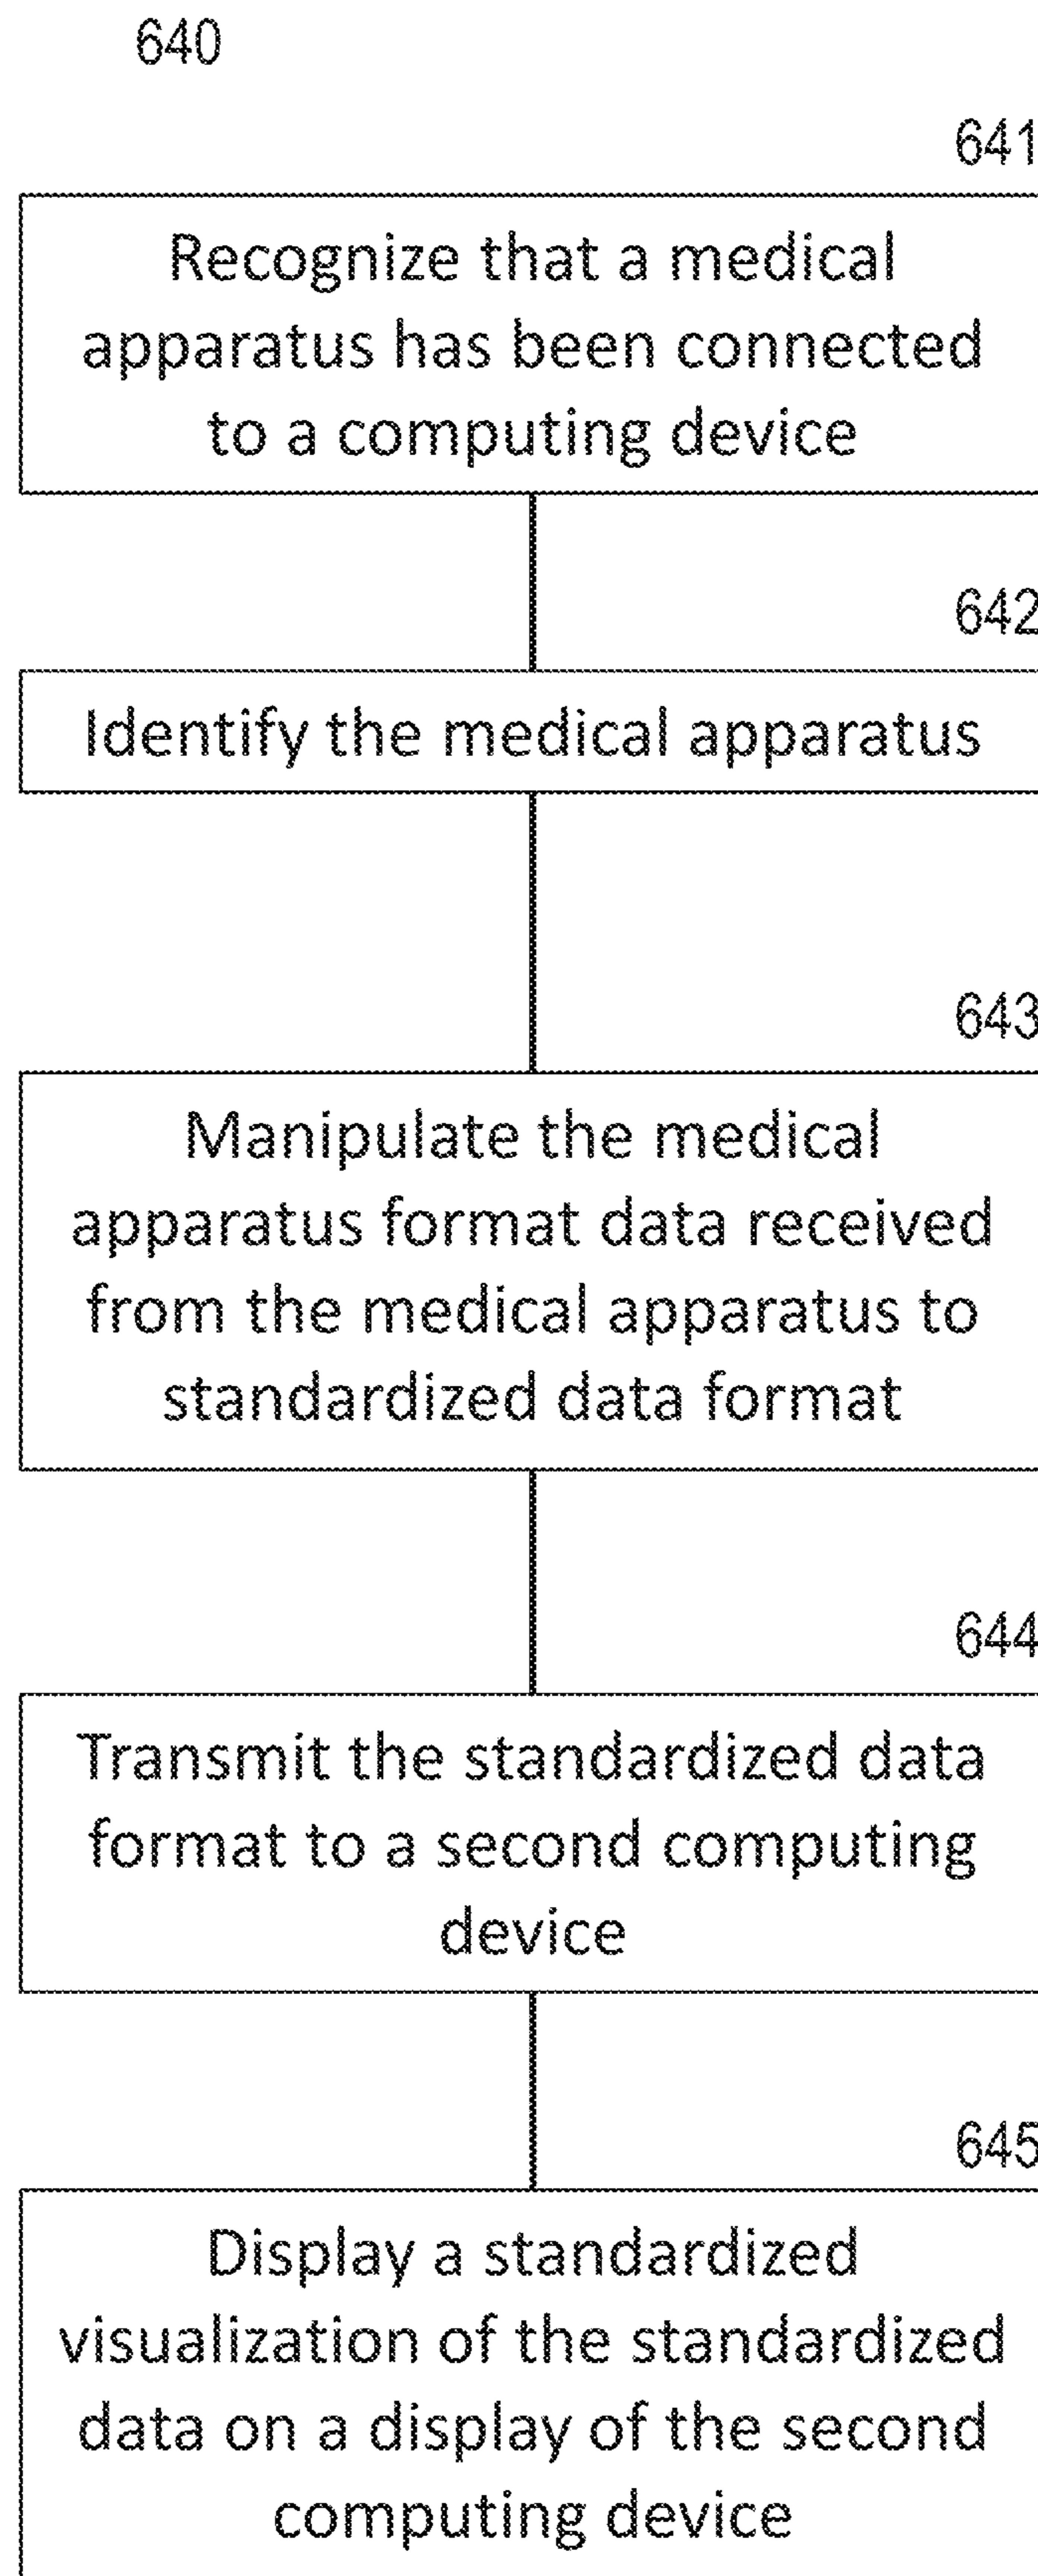 640
641
Recognize that a medical
apparatus has been connected
to a computing device
642
Identify the medical apparatus
643
Manipulate the medical
apparatus format data received
from the medical apparatus to
standardized data format
644
Transmit the standardized data
format to a second computing
device
645
Display a standardized
visualization of the standardized
data on a display of the second
computing device